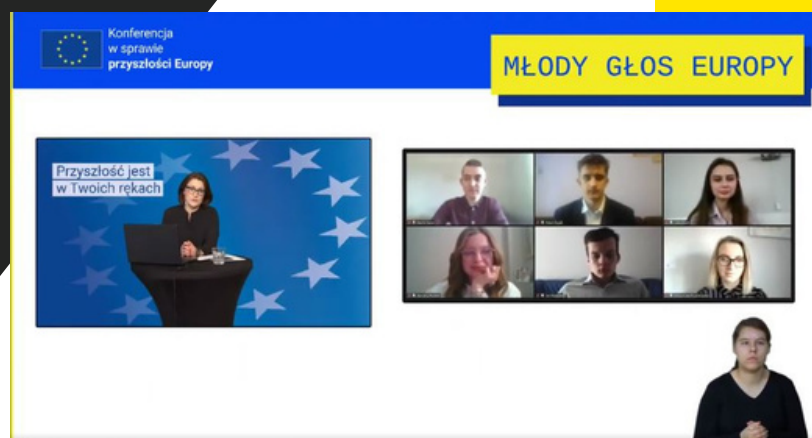 Konferencja
w sprawie
przyszłości Europy
MŁODY GŁOS EUROPY
Przyszłość jest
w Twoich rękach